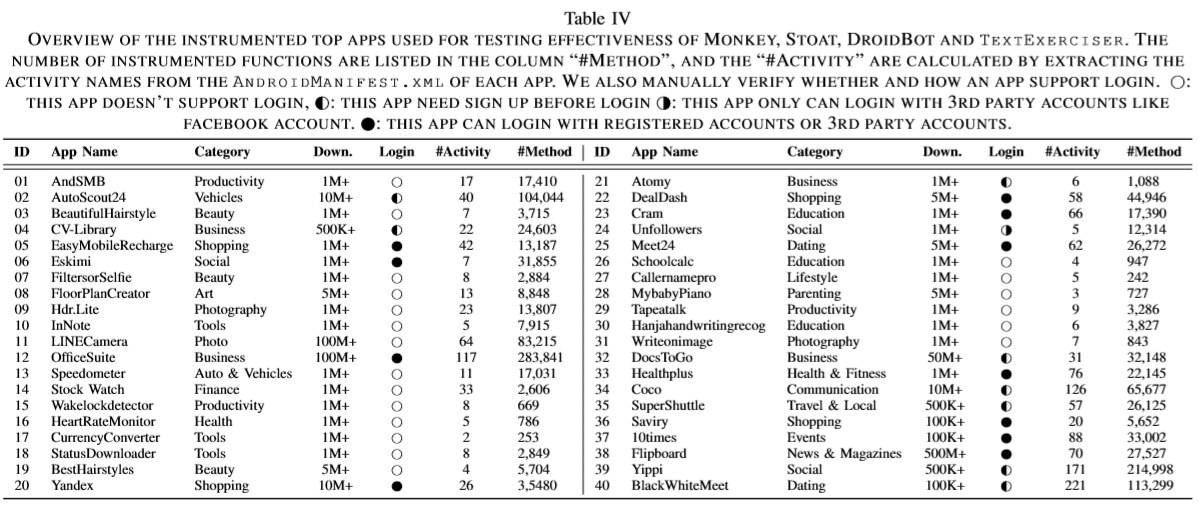 Table IV
OVERVIEW OF THE INSTRUMENTED TOP APPS USED FOR TESTING EFFECTIVENESS OF MONKEY, STOAT, DROIDBOT AND TEXTEXERCISER. THE
NUMBER OF INSTRUMENTED FUNCTIONS ARE LISTED IN THE COLUMN “#METHOD”, AND THE “#ACTIVITY” ARE CALCULATED BY EXTRACTING THE
ACTIVITY NAMES FROM THE ANDROIDMANIFEST.XML OF EACH APP. WE ALSO MANUALLY VERIFY WHETHER AND HOW AN APP SUPPORT LOGIN. ○:
THIS APP DOESN'T SUPPORT LOGIN, ◐: THIS APP NEED SIGN UP BEFORE LOGIN ◑: THIS APP ONLY CAN LOGIN WITH 3RD PARTY ACCOUNTS LIKE
FACEBOOK ACCOUNT. ●: THIS APP CAN LOGIN WITH REGISTERED ACCOUNTS OR 3RD PARTY ACCOUNTS.
ID App Name Category Down. Login #Activity #Method | ID App Name Category Down. Login #Activity #Method
01 AndSMB Productivity 1M+ ○ 17 17,410 | 21 Atomy Business 1M+ ◐ 6 1,088
02 AutoScout24 Vehicles 10M+ ◐ 40 104,044 | 22 DealDash Shopping 5M+ ● 58 44,946
03 BeautifulHairstyle Beauty 1M+ ○ 7 3,715 | 23 Cram Education 1M+ ● 66 17,390
04 CV-Library Business 500K+ ◐ 22 24,603 | 24 Unfollowers Social 1M+ ◑ 5 12,314
05 EasyMobileRecharge Shopping 1M+ ● 42 13,187 | 25 Meet24 Dating 5M+ ● 62 26,272
06 Eskimi Social 1M+ ● 7 31,855 | 26 Schoolcalc Education 1M+ ○ 4 947
07 FiltersorSelfie Beauty 1M+ ○ 8 2,884 | 27 Callernamepro Lifestyle 1M+ ○ 5 242
08 FloorPlanCreator Art 5M+ ○ 13 8,848 | 28 MybabyPiano Parenting 5M+ ○ 3 727
09 Hdr.Lite Photography 1M+ ○ 23 13,807 | 29 Tapeatalk Productivity 1M+ ○ 9 3,286
10 InNote Tools 1M+ ○ 5 7,915 | 30 Hanjahandwritingrecog Education 1M+ ○ 6 3,827
11 LINECamera Photo 100M+ ○ 64 83,215 | 31 Writeonimage Photography 1M+ ○ 7 843
12 OfficeSuite Business 100M+ ● 117 283,841 | 32 DocsToGo Business 50M+ ◐ 31 32,148
13 Speedometer Auto & Vehicles 1M+ ○ 11 17,031 | 33 Healthplus Health & Fitness 1M+ ● 76 22,145
14 Stock Watch Finance 1M+ ○ 33 2,606 | 34 Coco Communication 10M+ ◐ 126 65,677
15 Wakelockdetector Productivity 1M+ ○ 8 669 | 35 SuperShuttle Travel & Local 500K+ ◐ 57 26,125
16 HeartRateMonitor Health 1M+ ○ 5 786 | 36 Saviry Shopping 100K+ ● 20 5,652
17 CurrencyConverter Tools 1M+ ○ 2 253 | 37 10times Events 100K+ ● 88 33,002
18 StatusDownloader Tools 1M+ ○ 8 2,849 | 38 Flipboard News & Magazines 500M+ ● 70 27,527
19 BestHairstyles Beauty 5M+ ○ 4 5,704 | 39 Yippi Social 500K+ ◐ 171 214,998
20 Yandex Shopping 10M+ ● 26 3,5480 | 40 BlackWhiteMeet Dating 100K+ ◐ 221 113,299